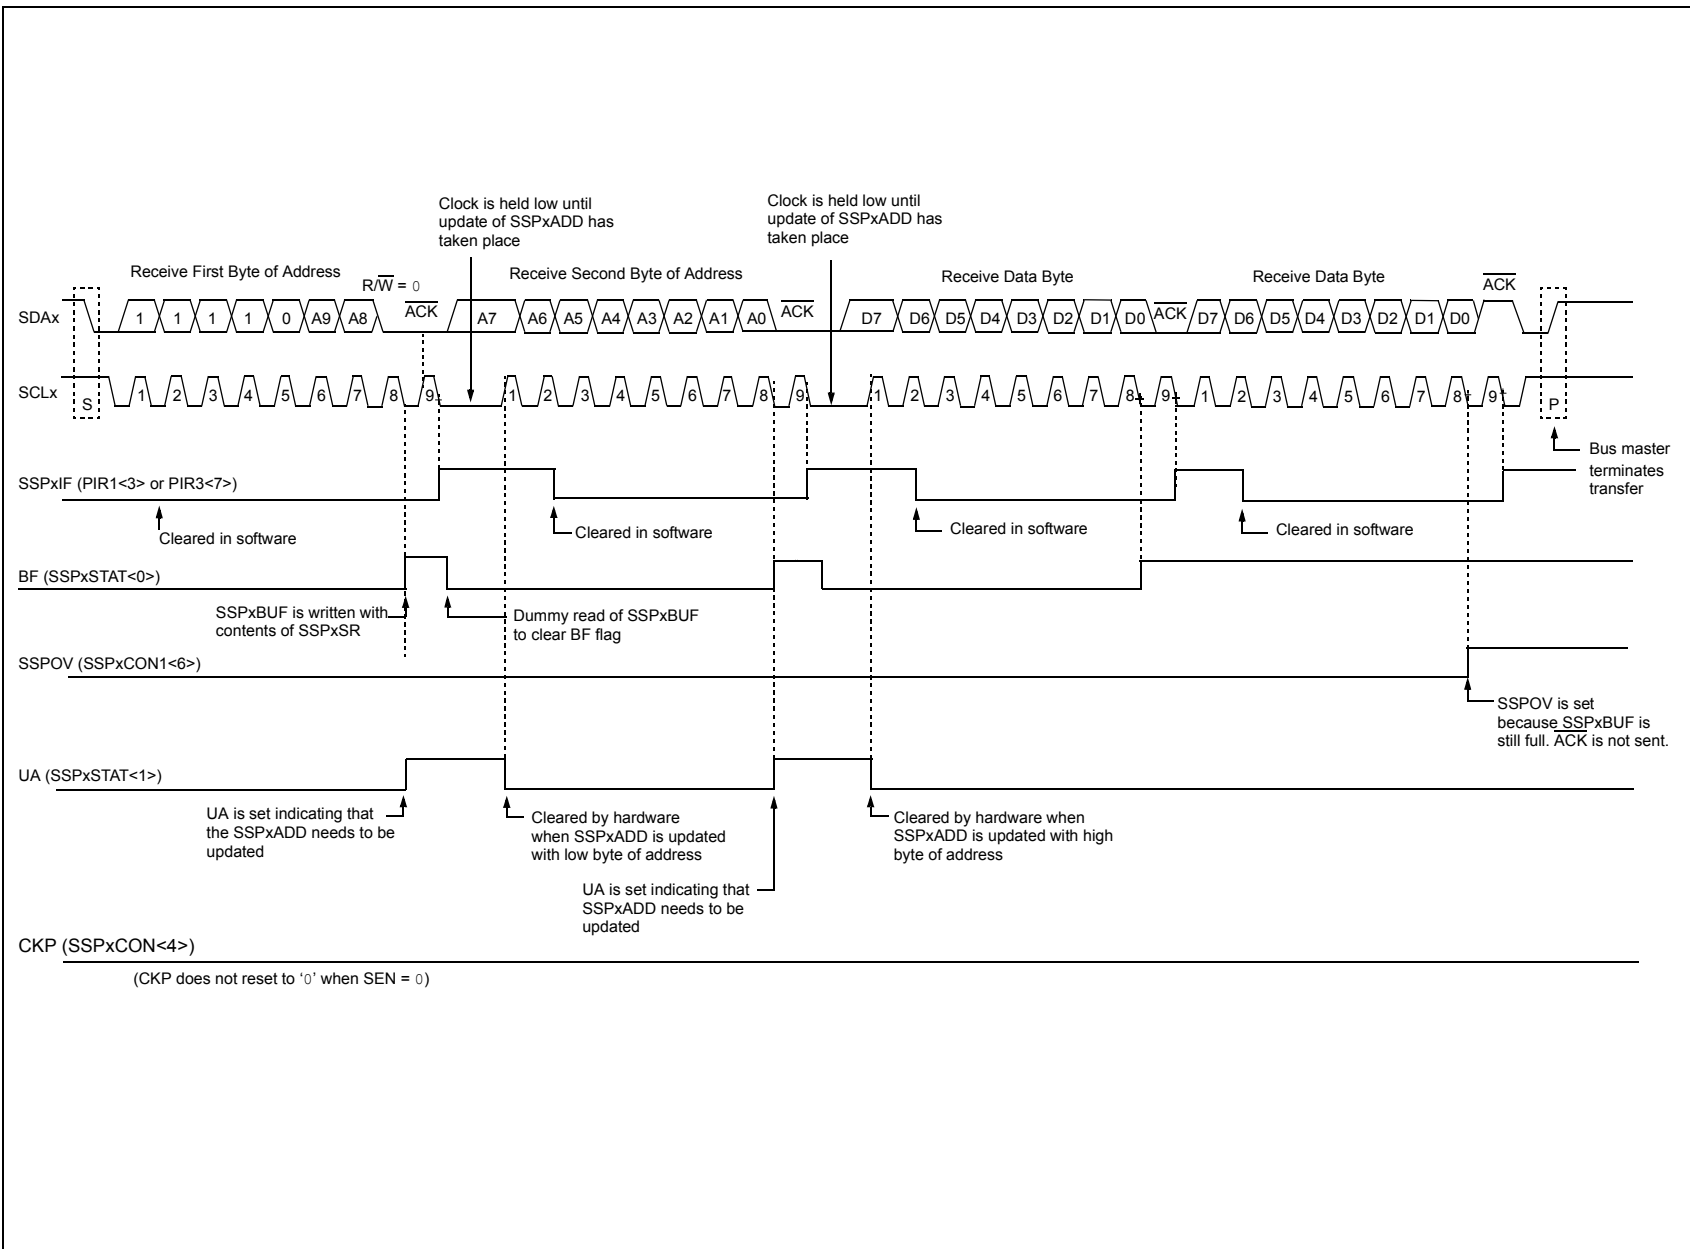 Clock is held low until
update of SSPxADD has
taken place
Clock is held low until
update of SSPxADD has
taken place
Receive First Byte of Address
R/W = 0
ACK
Receive Second Byte of Address
ACK
Receive Data Byte
ACK
Receive Data Byte
ACK
SDAx
1 1 1 1 0 A9 A8
A7 A6 A5 A4 A3 A2 A1 A0
D7 D6 D5 D4 D3 D2 D1 D0
D7 D6 D5 D4 D3 D2 D1 D0
SCLx
S
1 2 3 4 5 6 7 8 9
1 2 3 4 5 6 7 8 9
1 2 3 4 5 6 7 8 9
1 2 3 4 5 6 7 8 9
P
Bus master
terminates
transfer
SSPxIF (PIR1<3> or PIR3<7>)
Cleared in software
Cleared in software
Cleared in software
Cleared in software
BF (SSPxSTAT<0>)
SSPxBUF is written with
contents of SSPxSR
Dummy read of SSPxBUF
to clear BF flag
SSPOV (SSPxCON1<6>)
SSPOV is set
because SSPxBUF is
still full. ACK is not sent.
UA (SSPxSTAT<1>)
UA is set indicating that
the SSPxADD needs to be
updated
Cleared by hardware
when SSPxADD is updated
with low byte of address
UA is set indicating that
SSPxADD needs to be
updated
Cleared by hardware when
SSPxADD is updated with high
byte of address
CKP (SSPxCON<4>)
(CKP does not reset to ‘0’ when SEN = 0)